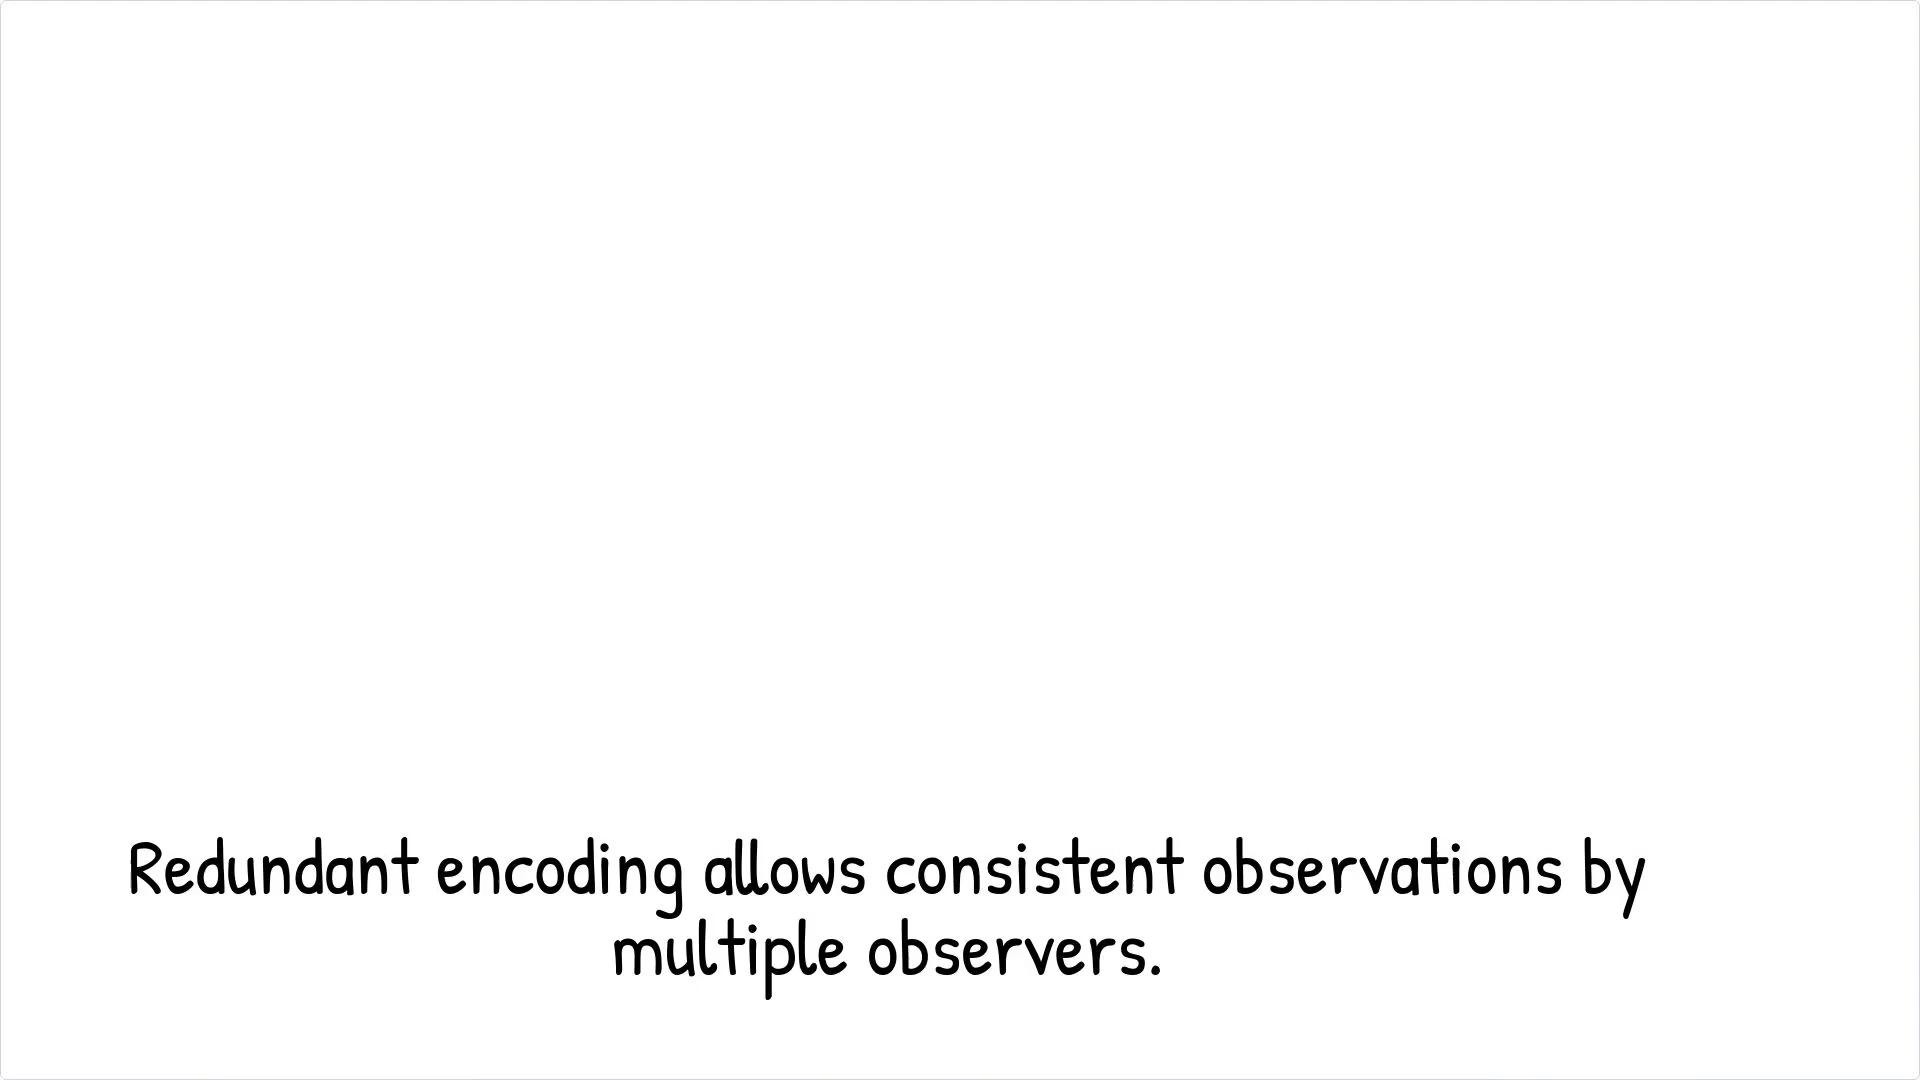 Redundant encoding allows consistent observations by
multiple observers.